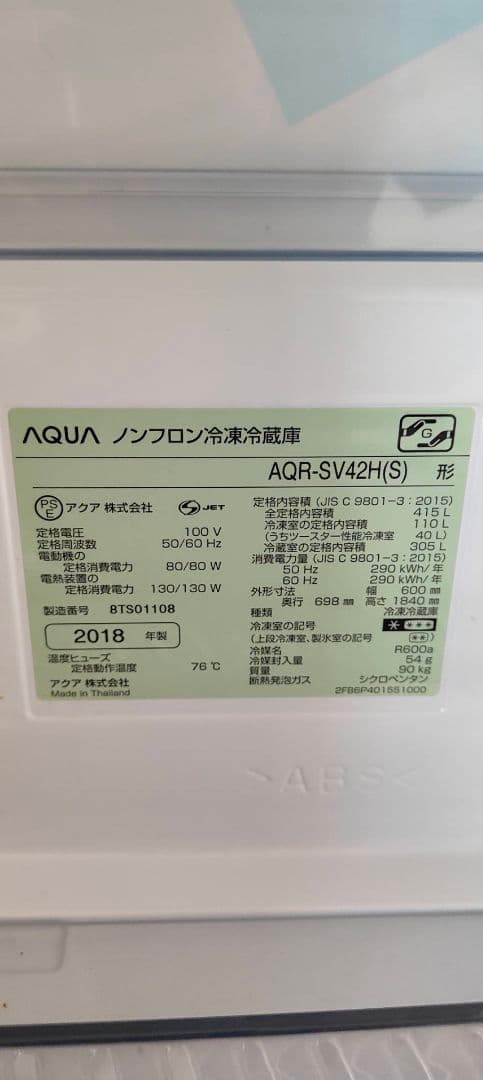 AQUA ノンフロン冷凍冷蔵庫
G
AQR-SV42H(S) 形
PSE アクア 株式会社 S JET
定格電圧 100 V
定格周波数 50/60 Hz
電動機の
定格消費電力 80/80 W
電熱装置の
定格消費電力 130/130 W
製造番号 8TS01108
2018 年製
温度ヒューズ
定格動作温度 76 ℃
アクア 株式会社
Made in Thailand
定格内容積 (JIS C 9801-3 : 2015)
全定格内容積 415 L
冷凍室の定格内容積 110 L
(うちツースター性能冷凍室 40 L)
冷蔵室の定格内容積 305 L
消費電力量 (JIS C 9801-3 : 2015)
50 Hz 290 kWh/年
60 Hz 290 kWh/年
外形寸法 幅 600 mm
奥行 698 mm 高さ 1840 mm
種類 冷凍冷蔵庫
冷凍室の記号 * ***
(上段冷凍室、製氷室の記号 **)
冷媒名 R600a
冷媒封入量 54 g
質量 90 kg
断熱発泡ガス シクロペンタン
2FB6P401551000
>ABS<